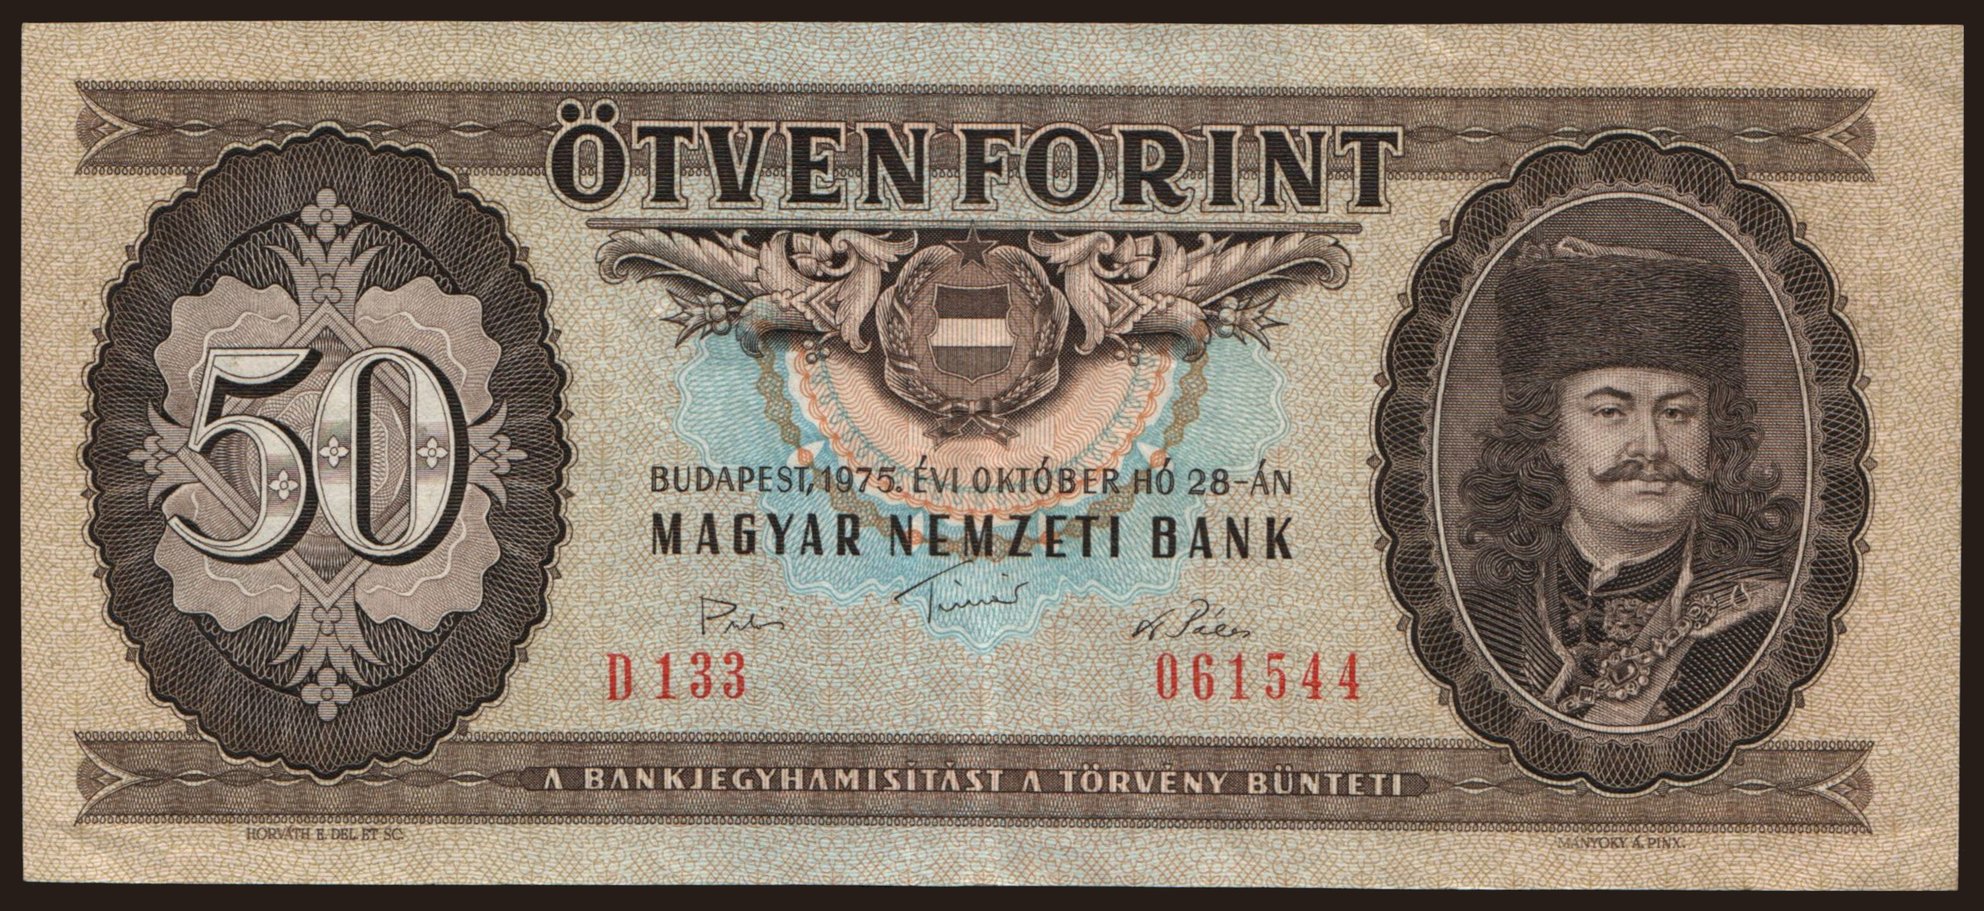 ÖTVEN FORINT
50
BUDAPEST, 1975. ÉVI OKTÓBER HÓ 28-ÁN
MAGYAR NEMZETI BANK
D 133 061544
A BANKJEGYHAMISÍTÁST A TÖRVÉNY BÜNTETI
HORVÁTH E. DEL. ET SC.
MÁNYOKY Á. PINX.